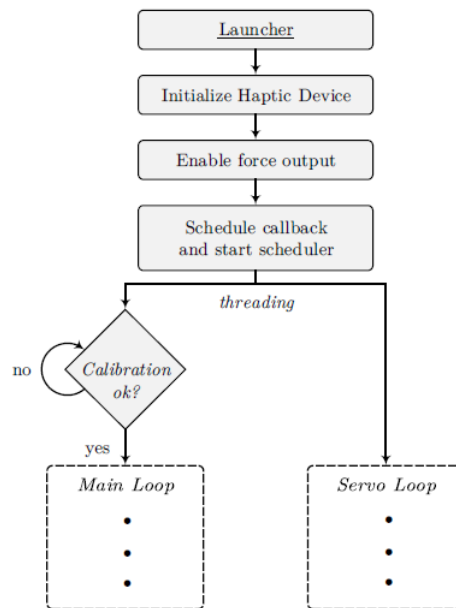 Launcher
Initialize Haptic Device
Enable force output
Schedule callback
and start scheduler
threading
no
Calibration
ok?
yes
Main Loop
Servo Loop